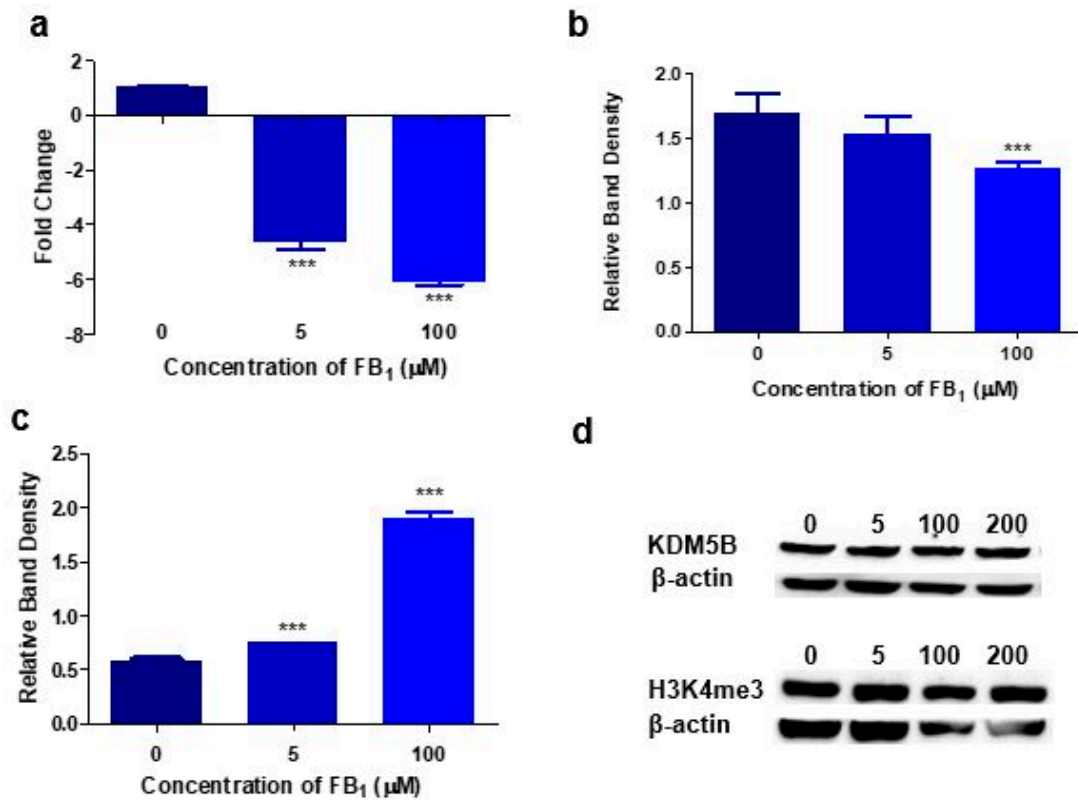 a
2
0
-2
-4
-6
-8
Fold Change
***
***
0 5 100
Concentration of FB₁ (μM)
b
2.0
1.5
1.0
0.5
0.0
Relative Band Density
***
0 5 100
Concentration of FB₁ (μM)
c
2.5
2.0
1.5
1.0
0.5
0.0
Relative Band Density
***
***
0 5 100
Concentration of FB₁ (μM)
d
0 5 100 200
KDM5B
β-actin
0 5 100 200
H3K4me3
β-actin